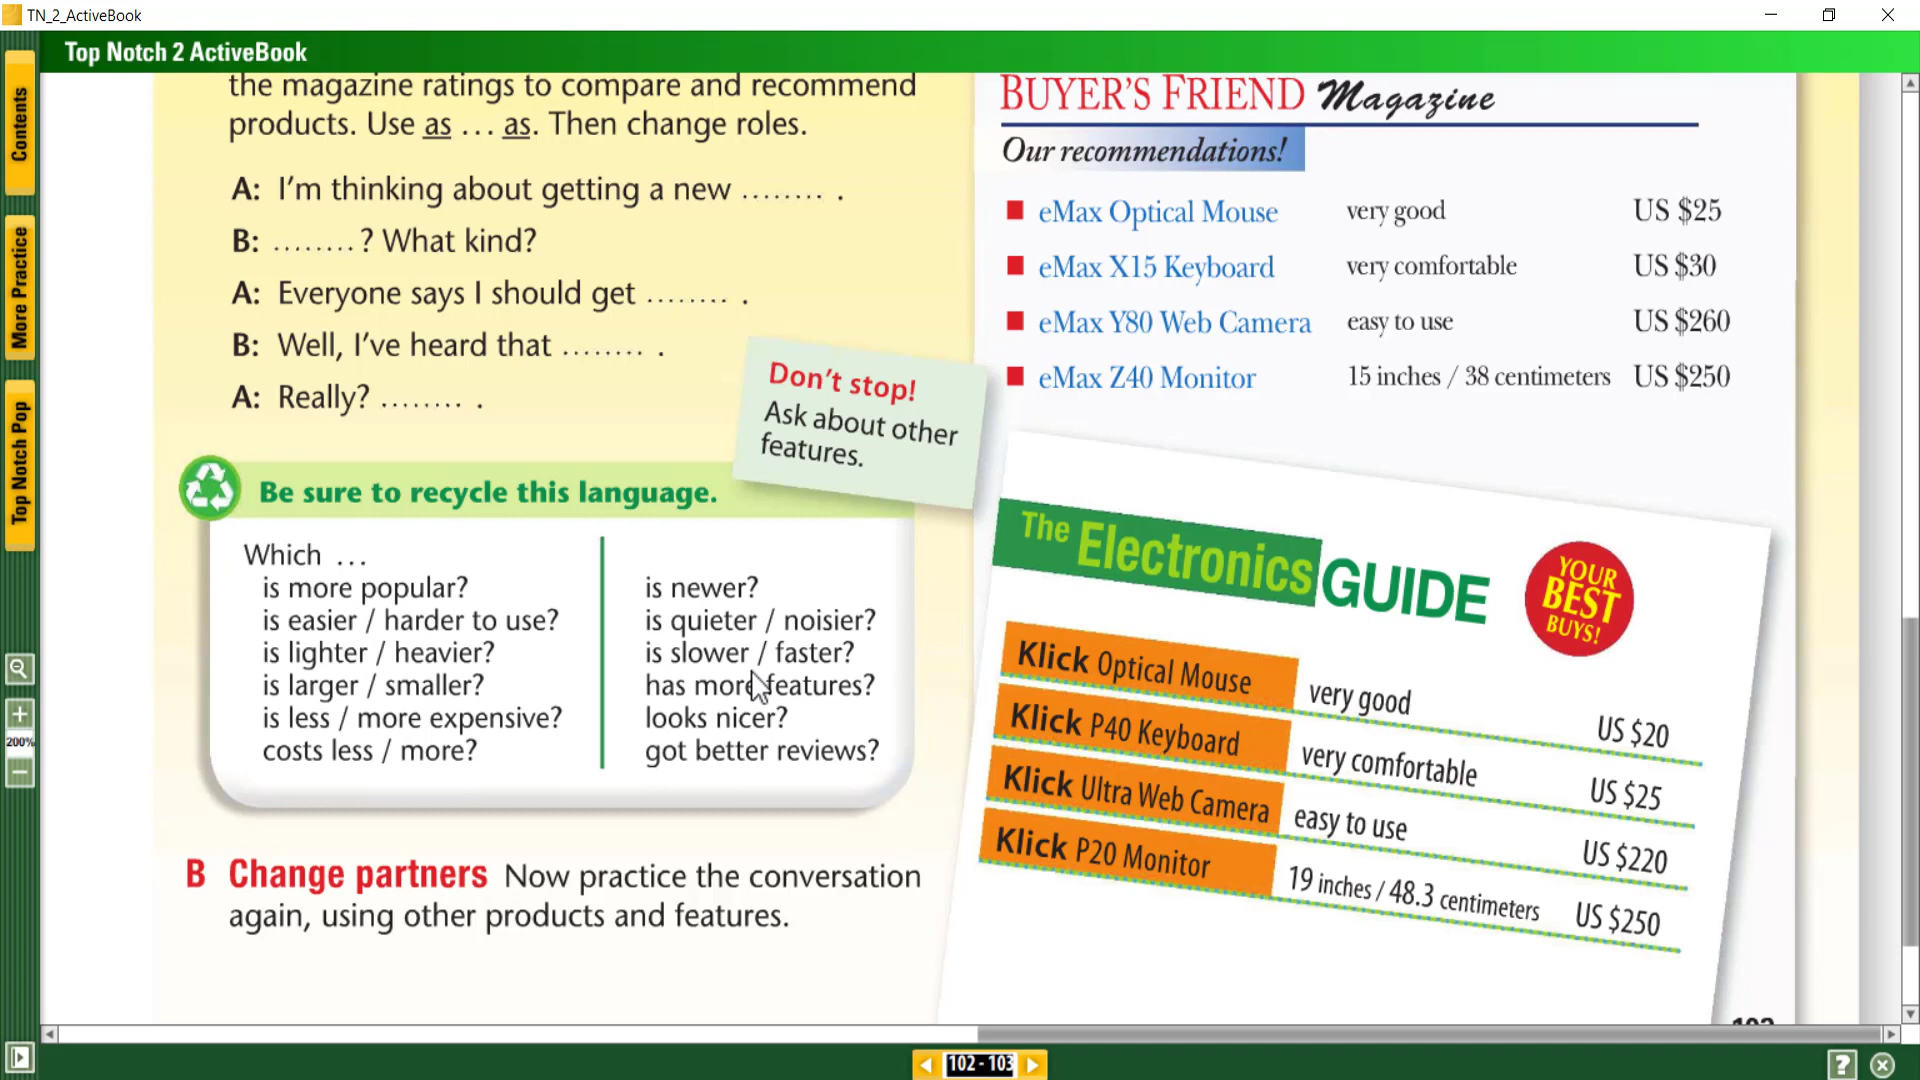 TN_2_ActiveBook
Top Notch 2 ActiveBook
Contents
More Practice
Top Notch Pop
200%
the magazine ratings to compare and recommend
products. Use as … as. Then change roles.
A: I'm thinking about getting a new ........ .
B: ........ ? What kind?
A: Everyone says I should get ........ .
B: Well, I've heard that ........ .
A: Really? ........ .
Don't stop!
Ask about other
features.
Be sure to recycle this language.
Which …
is more popular?
is easier / harder to use?
is lighter / heavier?
is larger / smaller?
is less / more expensive?
costs less / more?
is newer?
is quieter / noisier?
is slower / faster?
has more features?
looks nicer?
got better reviews?
B Change partners Now practice the conversation
again, using other products and features.
BUYER'S FRIEND Magazine
Our recommendations!
eMax Optical Mouse very good US $25
eMax X15 Keyboard very comfortable US $30
eMax Y80 Web Camera easy to use US $260
eMax Z40 Monitor 15 inches / 38 centimeters US $250
The Electronics GUIDE
YOUR
BEST
BUYS!
Klick Optical Mouse very good US $20
Klick P40 Keyboard very comfortable US $25
Klick Ultra Web Camera easy to use US $220
Klick P20 Monitor 19 inches / 48.3 centimeters US $250
102 - 103
?